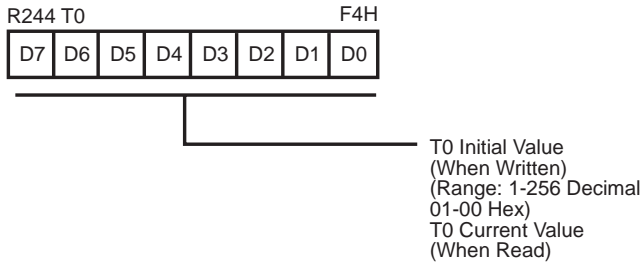 R244 T0 F4H
D7 D6 D5 D4 D3 D2 D1 D0
T0 Initial Value
(When Written)
(Range: 1-256 Decimal
01-00 Hex)
T0 Current Value
(When Read)